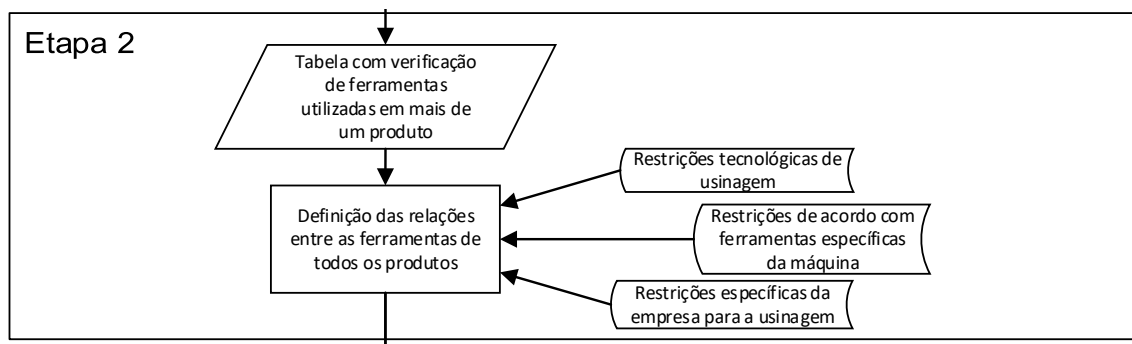 Etapa 2
Tabela com verificação
de ferramentas
utilizadas em mais de
um produto
Definição das relações
entre as ferramentas de
todos os produtos
Restrições tecnológicas de
usinagem
Restrições de acordo com
ferramentas específicas
da máquina
Restrições específicas da
empresa para a usinagem